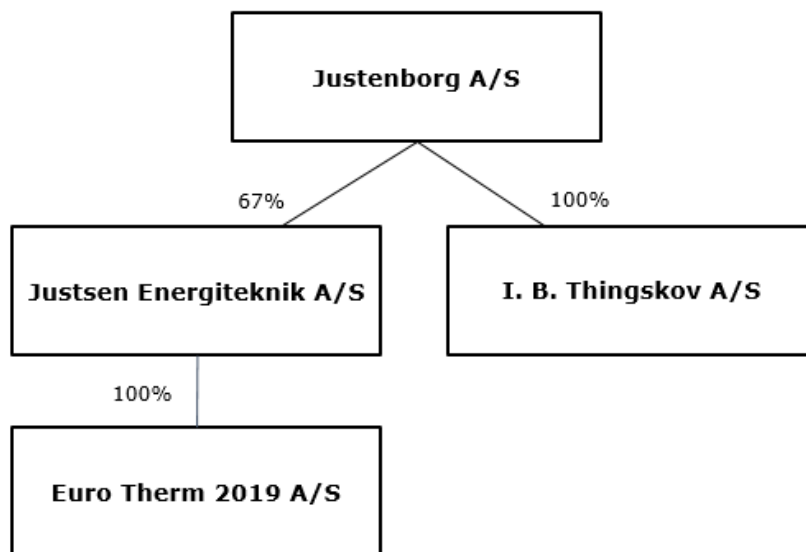 Justenborg A/S
67%
100%
Justsen Energiteknik A/S
I. B. Thingskov A/S
100%
Euro Therm 2019 A/S